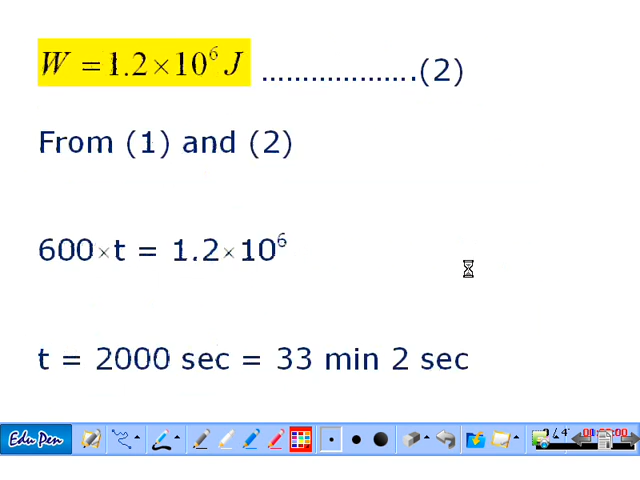 W = 1.2×10⁶ J ...................(2)
From (1) and (2)
600×t = 1.2×10⁶
t = 2000 sec = 33 min 2 sec
Edu Pen